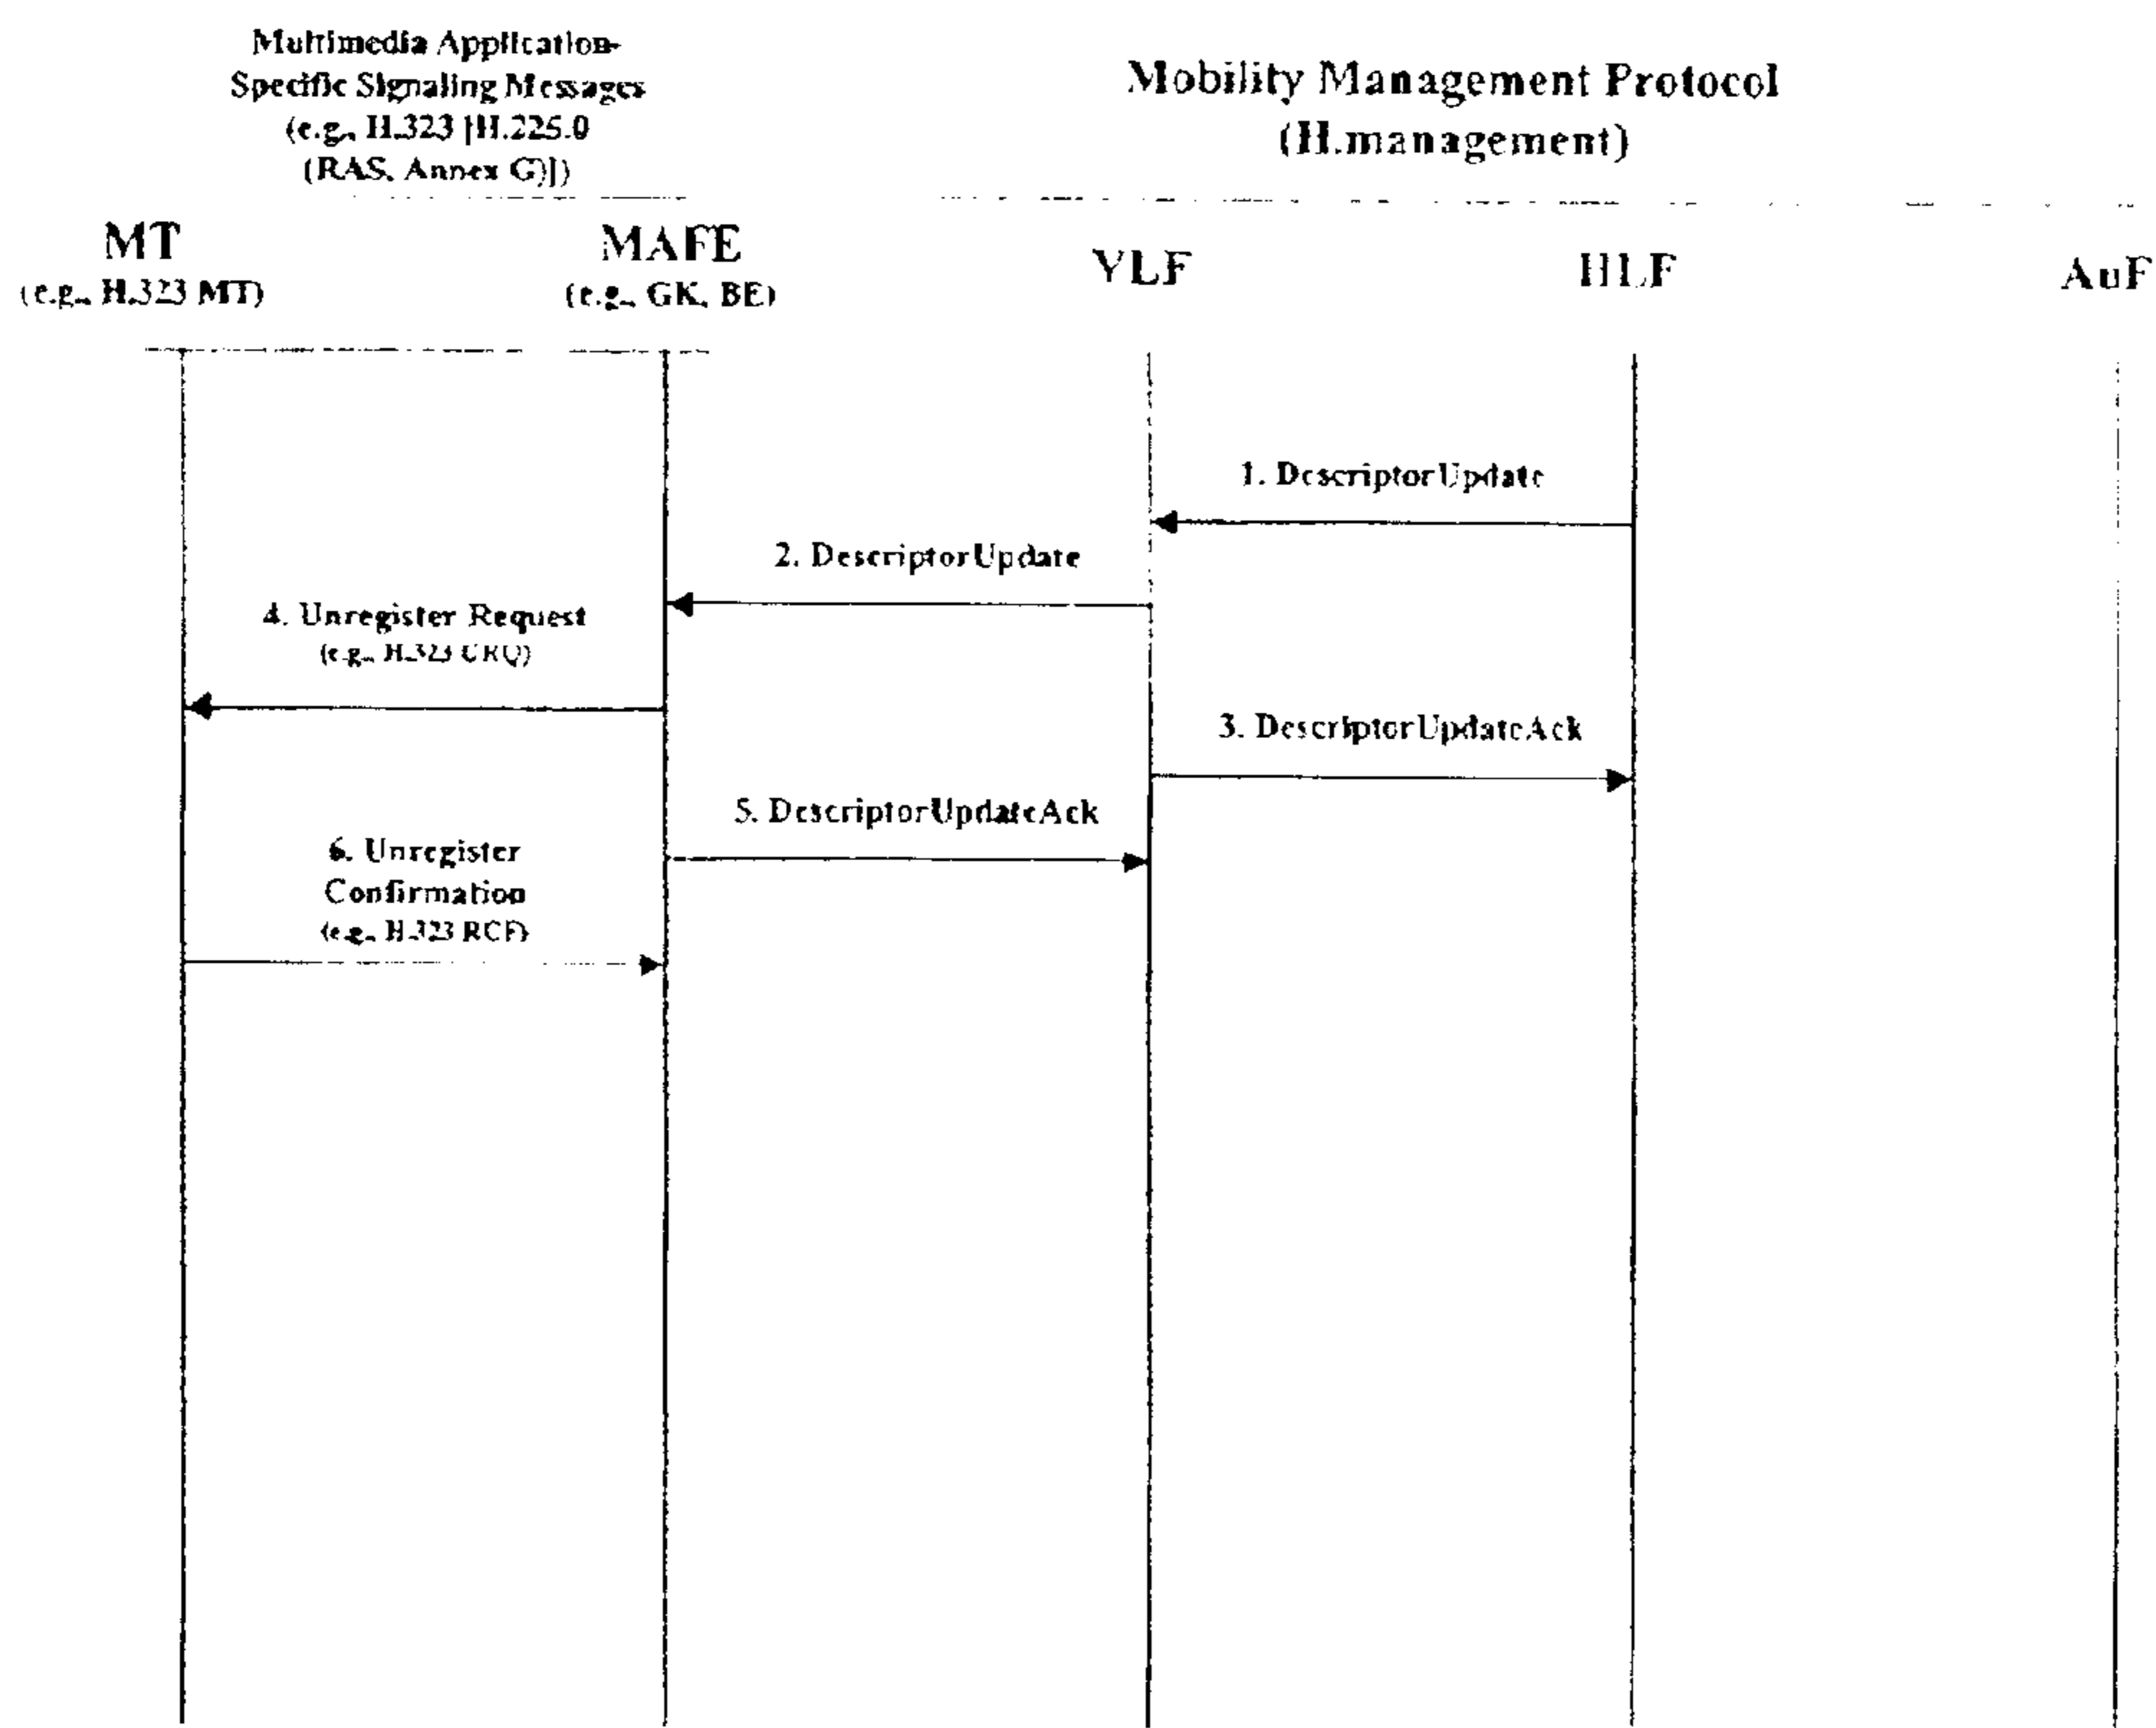 Multimedia Application-
Specific Signaling Messages
(e.g., H.323 [H.225.0
(RAS, Annex G)])
Mobility Management Protocol
(H.management)
MT
(e.g., H.323 MT)
MAFE
(e.g., GK, BE)
VLF
HLF
AuF
1. DescriptorUpdate
2. DescriptorUpdate
4. Unregister Request
(e.g., H.323 URQ)
3. DescriptorUpdateAck
5. DescriptorUpdateAck
6. Unregister
Confirmation
(e.g., H.323 RCF)